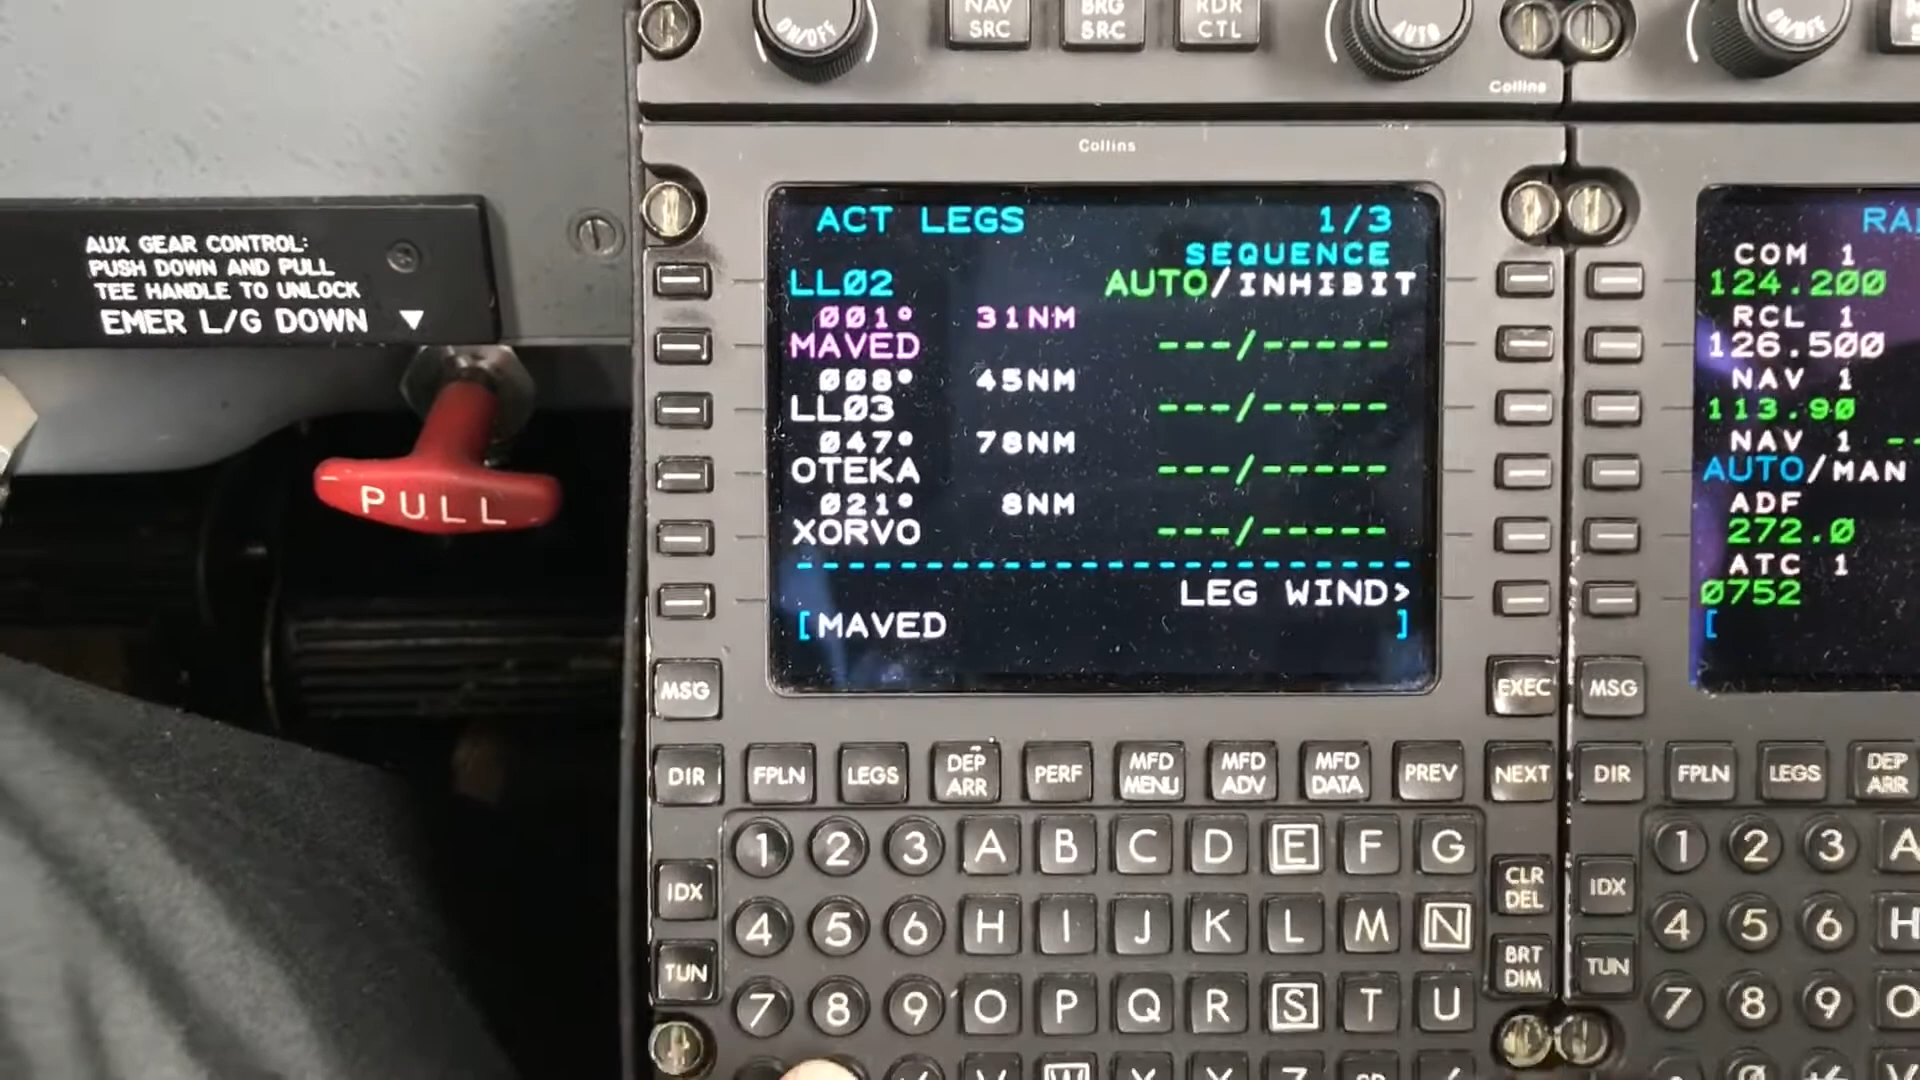 ON/OFF
NAV SRC
BRG SRC
RDR CTL
AUTO
ON/OFF
Collins
Collins
AUX GEAR CONTROL:
PUSH DOWN AND PULL
TEE HANDLE TO UNLOCK
EMER L/G DOWN
PULL
ACT LEGS 1/3
SEQUENCE
LL02 AUTO/INHIBIT
001° 31NM
MAVED ---/-----
008° 45NM
LL03 ---/-----
047° 78NM
OTEKA ---/-----
021° 8NM
XORVO ---/-----
LEG WIND>
[MAVED ]
COM 1
124.200
RCL 1
126.500
NAV 1
113.90
NAV 1 --
AUTO/MAN
ADF
272.0
ATC 1
0752
[
MSG EXEC MSG
DIR FPLN LEGS DEP ARR PERF MFD MENU MFD ADV MFD DATA PREV NEXT DIR FPLN LEGS DEP ARR
1 2 3 A B C D E F G 1 2 3 A
IDX CLR DEL IDX
4 5 6 H I J K L M N 4 5 6 H
TUN BRT DIM TUN
7 8 9 O P Q R S T U 7 8 9 O